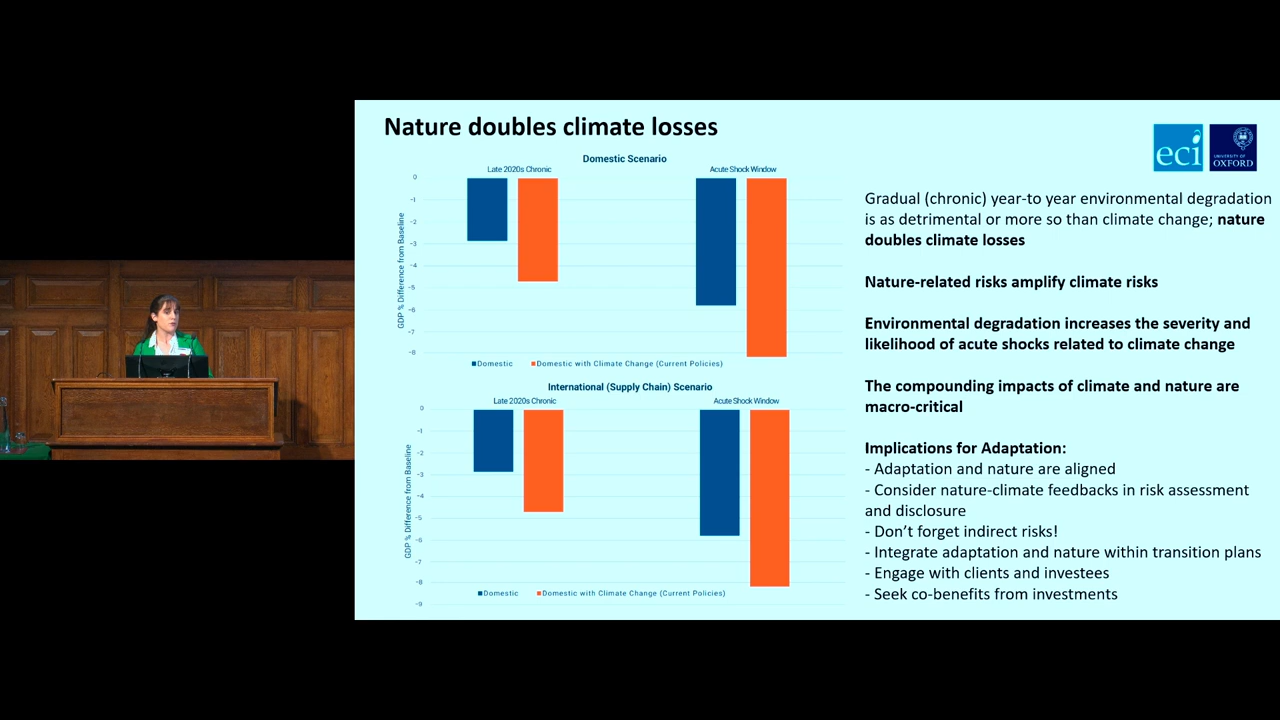 Nature doubles climate losses
Domestic Scenario
Late 2020s Chronic
Acute Shock Window
0
-1
-2
-3
-4
-5
-6
-7
-8
GDP % Difference from Baseline
Domestic
Domestic with Climate Change (Current Policies)
International (Supply Chain) Scenario
Late 2020s Chronic
Acute Shock Window
0
-1
-2
-3
-4
-5
-6
-7
-8
-9
GDP % Difference from Baseline
Domestic
Domestic with Climate Change (Current Policies)
eci
UNIVERSITY OF
OXFORD
Gradual (chronic) year-to year environmental degradation
is as detrimental or more so than climate change; nature
doubles climate losses
Nature-related risks amplify climate risks
Environmental degradation increases the severity and
likelihood of acute shocks related to climate change
The compounding impacts of climate and nature are
macro-critical
Implications for Adaptation:
- Adaptation and nature are aligned
- Consider nature-climate feedbacks in risk assessment
and disclosure
- Don't forget indirect risks!
- Integrate adaptation and nature within transition plans
- Engage with clients and investees
- Seek co-benefits from investments